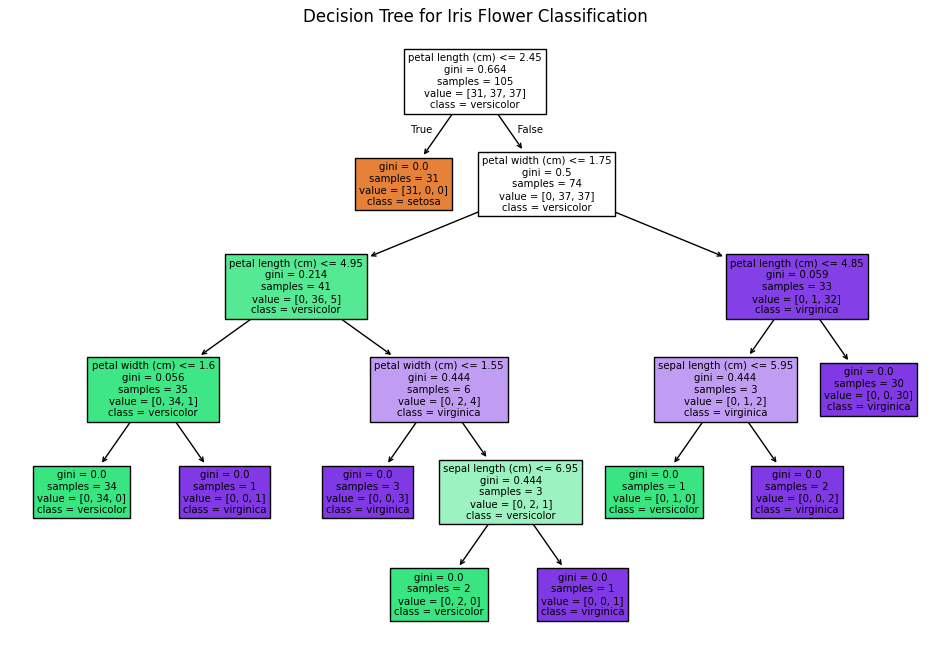 Decision Tree for Iris Flower Classification
petal length (cm) <= 2.45
gini = 0.664
samples = 105
value = [31, 37, 37]
class = versicolor
True
False
gini = 0.0
samples = 31
value = [31, 0, 0]
class = setosa
petal width (cm) <= 1.75
gini = 0.5
samples = 74
value = [0, 37, 37]
class = versicolor
petal length (cm) <= 4.95
gini = 0.214
samples = 41
value = [0, 36, 5]
class = versicolor
petal length (cm) <= 4.85
gini = 0.059
samples = 33
value = [0, 1, 32]
class = virginica
petal width (cm) <= 1.6
gini = 0.056
samples = 35
value = [0, 34, 1]
class = versicolor
petal width (cm) <= 1.55
gini = 0.444
samples = 6
value = [0, 2, 4]
class = virginica
sepal length (cm) <= 5.95
gini = 0.444
samples = 3
value = [0, 1, 2]
class = virginica
gini = 0.0
samples = 30
value = [0, 0, 30]
class = virginica
gini = 0.0
samples = 34
value = [0, 34, 0]
class = versicolor
gini = 0.0
samples = 1
value = [0, 0, 1]
class = virginica
gini = 0.0
samples = 3
value = [0, 0, 3]
class = virginica
sepal length (cm) <= 6.95
gini = 0.444
samples = 3
value = [0, 2, 1]
class = versicolor
gini = 0.0
samples = 1
value = [0, 1, 0]
class = versicolor
gini = 0.0
samples = 2
value = [0, 0, 2]
class = virginica
gini = 0.0
samples = 2
value = [0, 2, 0]
class = versicolor
gini = 0.0
samples = 1
value = [0, 0, 1]
class = virginica